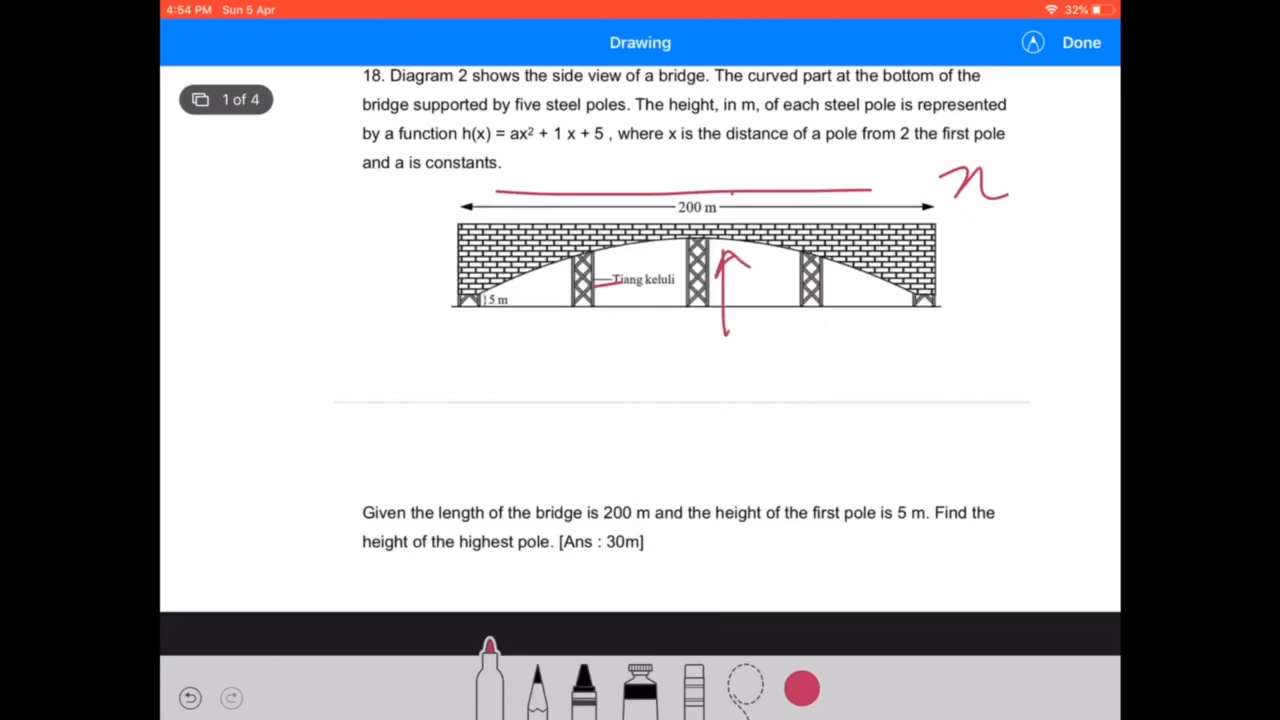 4:54 PM Sun 5 Apr
32%
Drawing
Done
1 of 4
18. Diagram 2 shows the side view of a bridge. The curved part at the bottom of the
bridge supported by five steel poles. The height, in m, of each steel pole is represented
by a function h(x) = ax² + 1 x + 5 , where x is the distance of a pole from 2 the first pole
and a is constants.
n
200 m
Tiang keluli
5 m
Given the length of the bridge is 200 m and the height of the first pole is 5 m. Find the
height of the highest pole. [Ans : 30m]